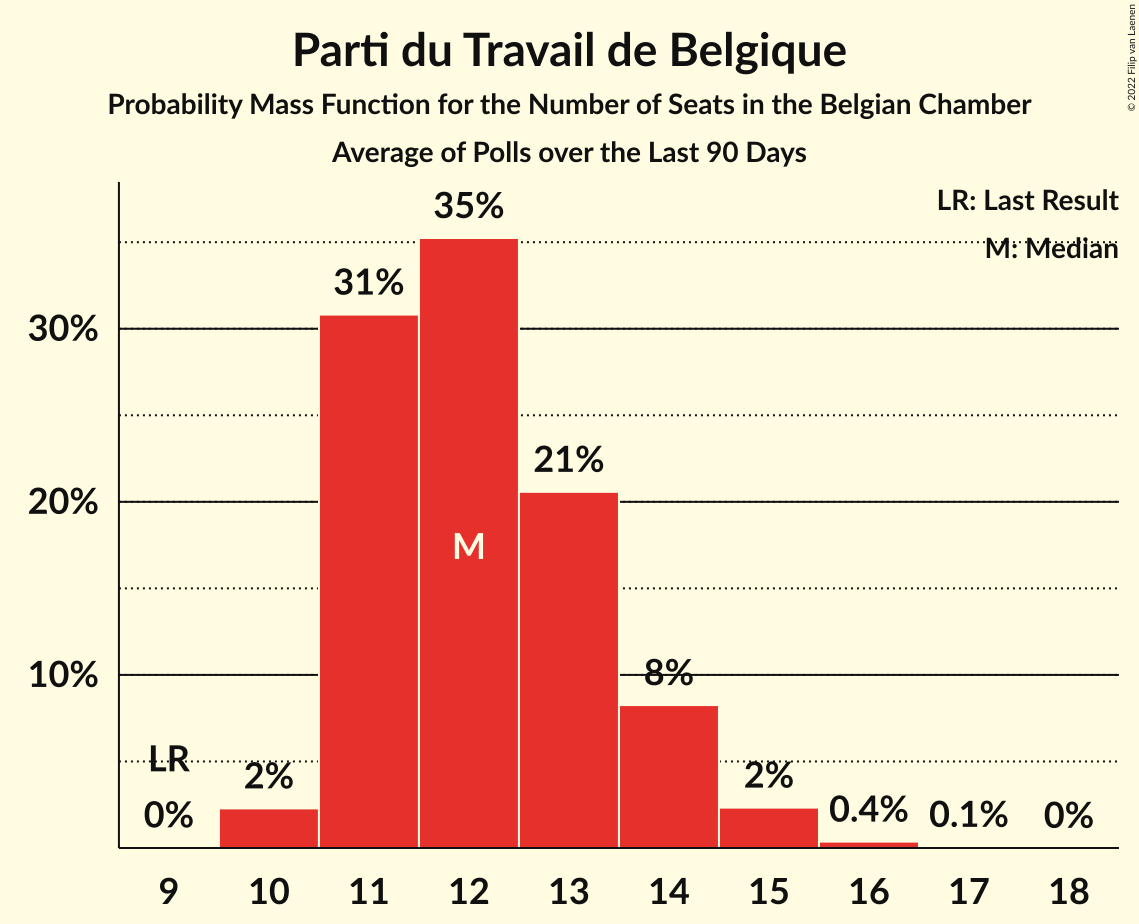 Parti du Travail de Belgique
Probability Mass Function for the Number of Seats in the Belgian Chamber
Average of Polls over the Last 90 Days
© 2022 Filip van Laenen
LR: Last Result
M: Median
35%
31%
30%
21%
20%
M
10%
8%
LR
2%
2%
0%
0.4%
0.1%
0%
9 10 11 12 13 14 15 16 17 18